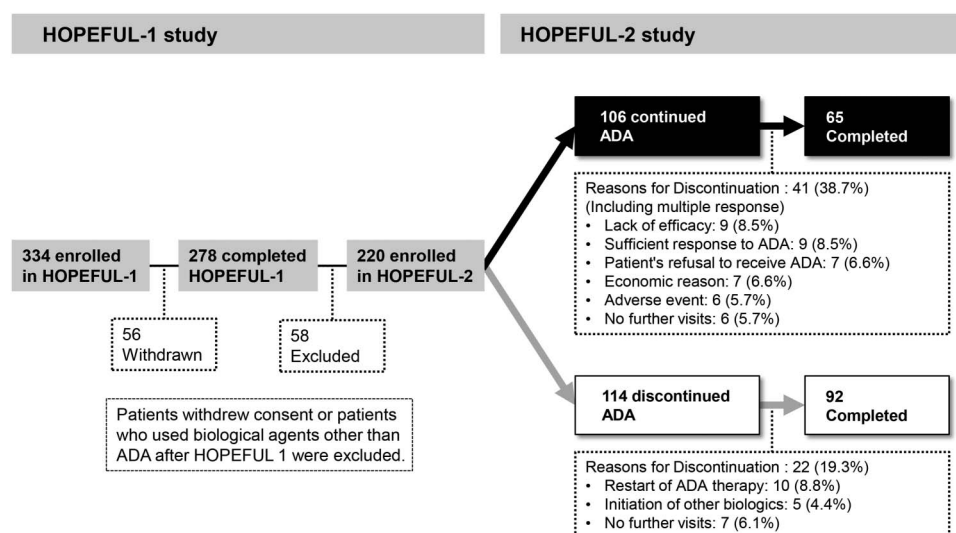 HOPEFUL-1 study
HOPEFUL-2 study
334 enrolled
in HOPEFUL-1
278 completed
HOPEFUL-1
220 enrolled
in HOPEFUL-2
56
Withdrawn
58
Excluded
Patients withdrew consent or patients
who used biological agents other than
ADA after HOPEFUL 1 were excluded.
106 continued
ADA
65
Completed
Reasons for Discontinuation : 41 (38.7%)
(Including multiple response)
• Lack of efficacy: 9 (8.5%)
• Sufficient response to ADA: 9 (8.5%)
• Patient's refusal to receive ADA: 7 (6.6%)
• Economic reason: 7 (6.6%)
• Adverse event: 6 (5.7%)
• No further visits: 6 (5.7%)
114 discontinued
ADA
92
Completed
Reasons for Discontinuation : 22 (19.3%)
• Restart of ADA therapy: 10 (8.8%)
• Initiation of other biologics: 5 (4.4%)
• No further visits: 7 (6.1%)